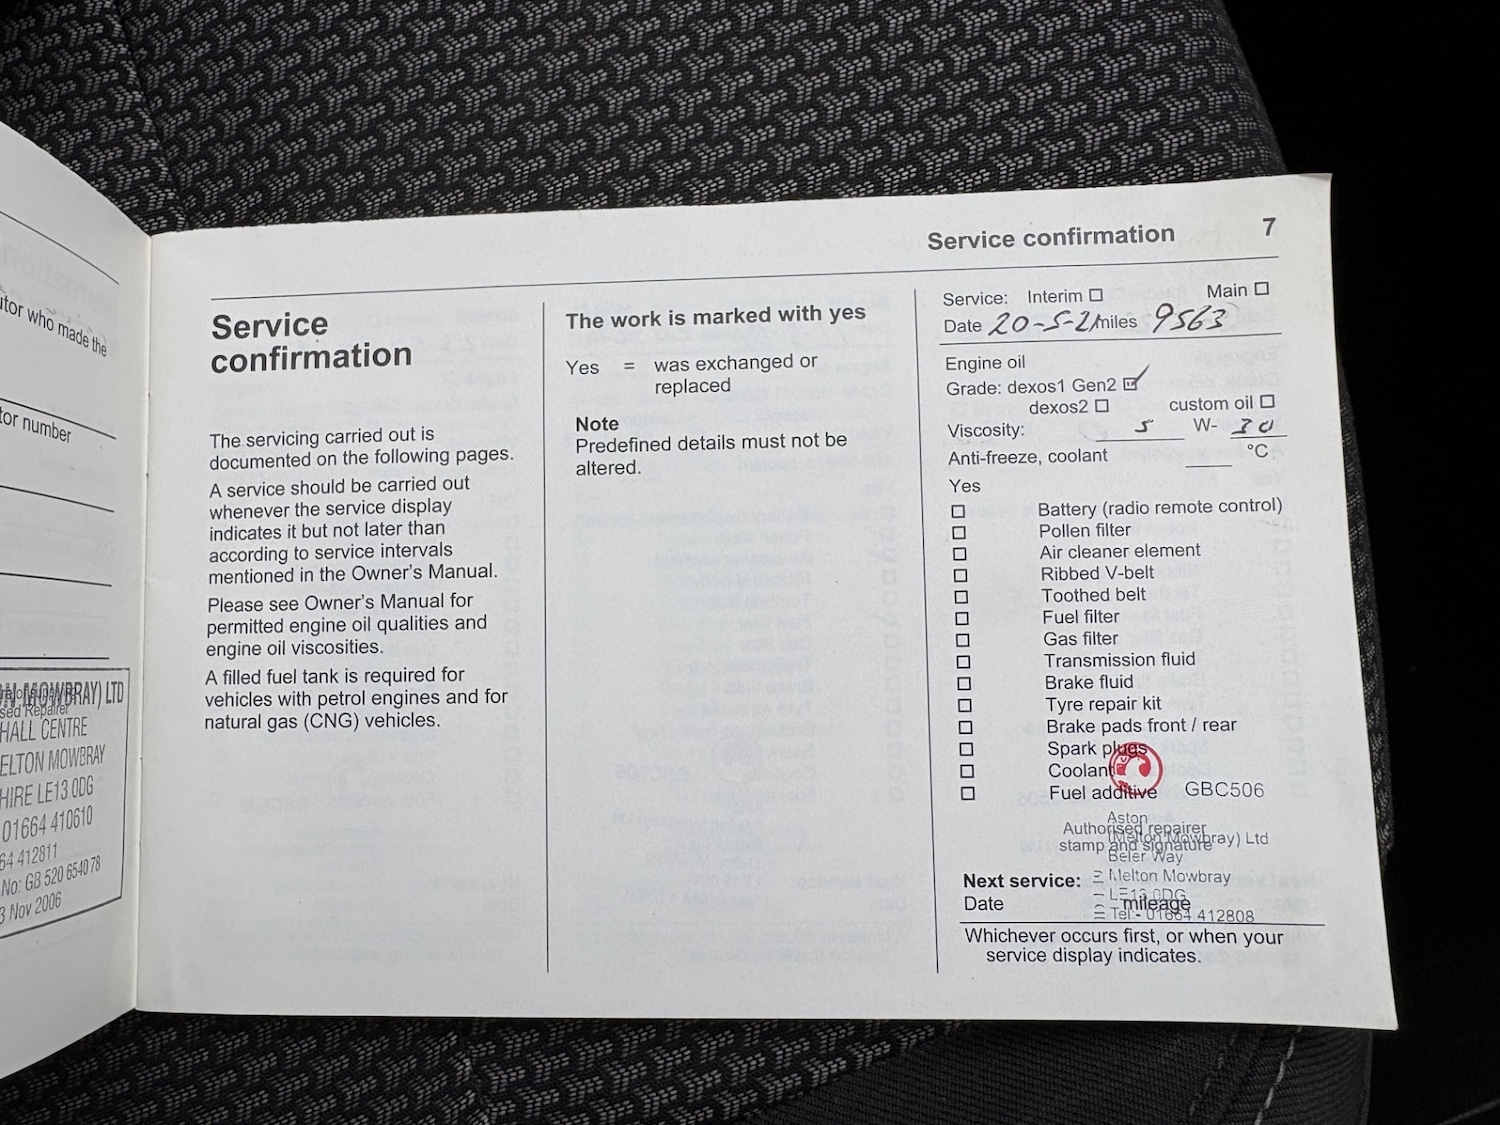 utor who made the
tor number
N MOWBRAY) LTD
sed Repairer
HALL CENTRE
ELTON MOWBRAY
HIRE LE13 0DG
01664 410610
64 412811
No: GB 520 6540 78
3 Nov 2006
Service confirmation 7
Service
confirmation
The servicing carried out is
documented on the following pages.
A service should be carried out
whenever the service display
indicates it but not later than
according to service intervals
mentioned in the Owner's Manual.
Please see Owner's Manual for
permitted engine oil qualities and
engine oil viscosities.
A filled fuel tank is required for
vehicles with petrol engines and for
natural gas (CNG) vehicles.
The work is marked with yes
Yes = was exchanged or
replaced
Note
Predefined details must not be
altered.
Service: Interim ☐ Main ☐
Date 20-5-21 miles 9563
Engine oil
Grade: dexos1 Gen2 ☑
dexos2 ☐ custom oil ☐
Viscosity: 5 W- 30
Anti-freeze, coolant °C
Yes
☐ Battery (radio remote control)
☐ Pollen filter
☐ Air cleaner element
☐ Ribbed V-belt
☐ Toothed belt
☐ Fuel filter
☐ Gas filter
☐ Transmission fluid
☐ Brake fluid
☐ Tyre repair kit
☐ Brake pads front / rear
☐ Spark plugs
☐ Coolant
☐ Fuel additive GBC506
Aston
Authorised repairer
(Melton Mowbray) Ltd
stamp and signature
Beler Way
Next service: Melton Mowbray
LE13 0DG
Date mileage
Tel:- 01664 412808
Whichever occurs first, or when your
service display indicates.